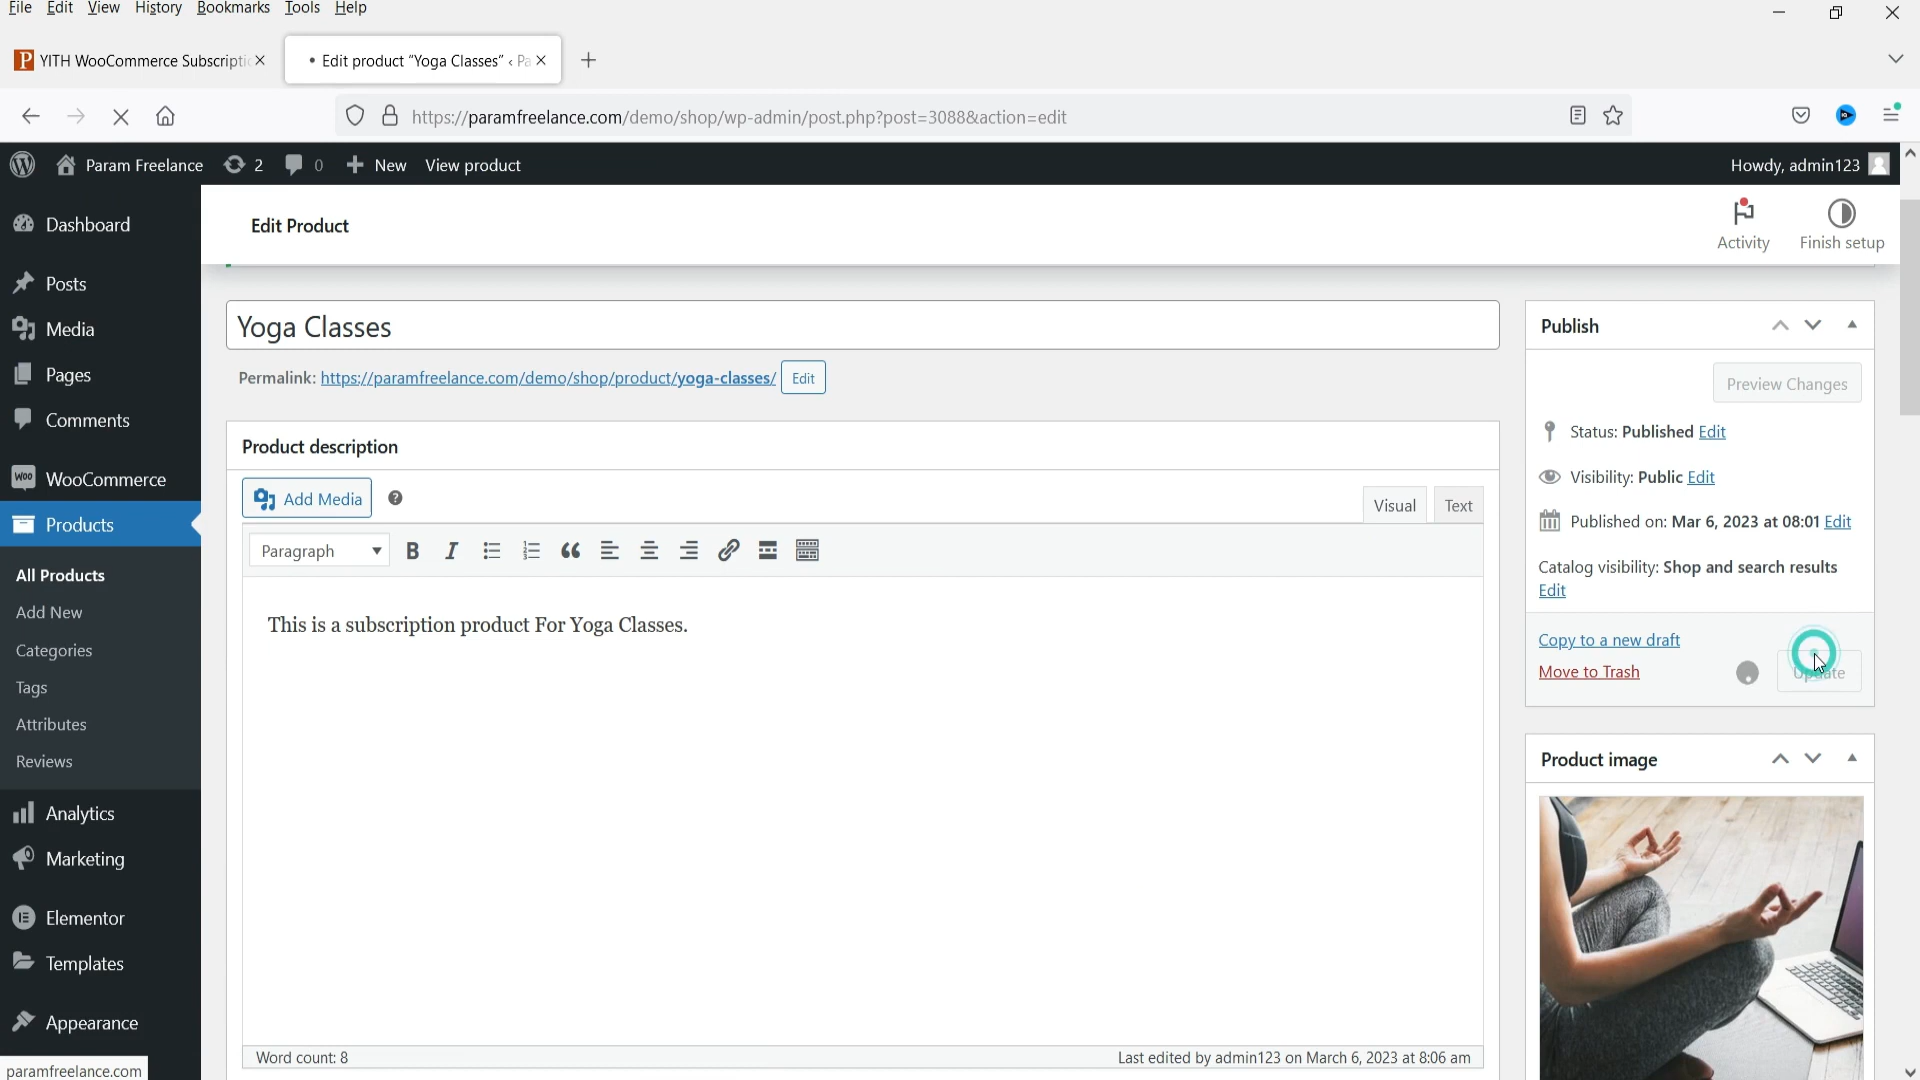 File Edit View History Bookmarks Tools Help
YITH WooCommerce Subscripti
• Edit product "Yoga Classes" ‹ Pa
https://paramfreelance.com/demo/shop/wp-admin/post.php?post=3088&action=edit
Param Freelance 2 0 New View product Howdy, admin123
Edit Product
Activity Finish setup
Dashboard
Posts
Media
Pages
Comments
WooCommerce
Products
All Products
Add New
Categories
Tags
Attributes
Reviews
Analytics
Marketing
Elementor
Templates
Appearance
paramfreelance.com
Yoga Classes
Permalink: https://paramfreelance.com/demo/shop/product/yoga-classes/ Edit
Product description
Add Media Visual Text
Paragraph
This is a subscription product For Yoga Classes.
Word count: 8 Last edited by admin123 on March 6, 2023 at 8:06 am
Publish
Preview Changes
Status: Published Edit
Visibility: Public Edit
Published on: Mar 6, 2023 at 08:01 Edit
Catalog visibility: Shop and search results
Edit
Copy to a new draft
Move to Trash Update
Product image